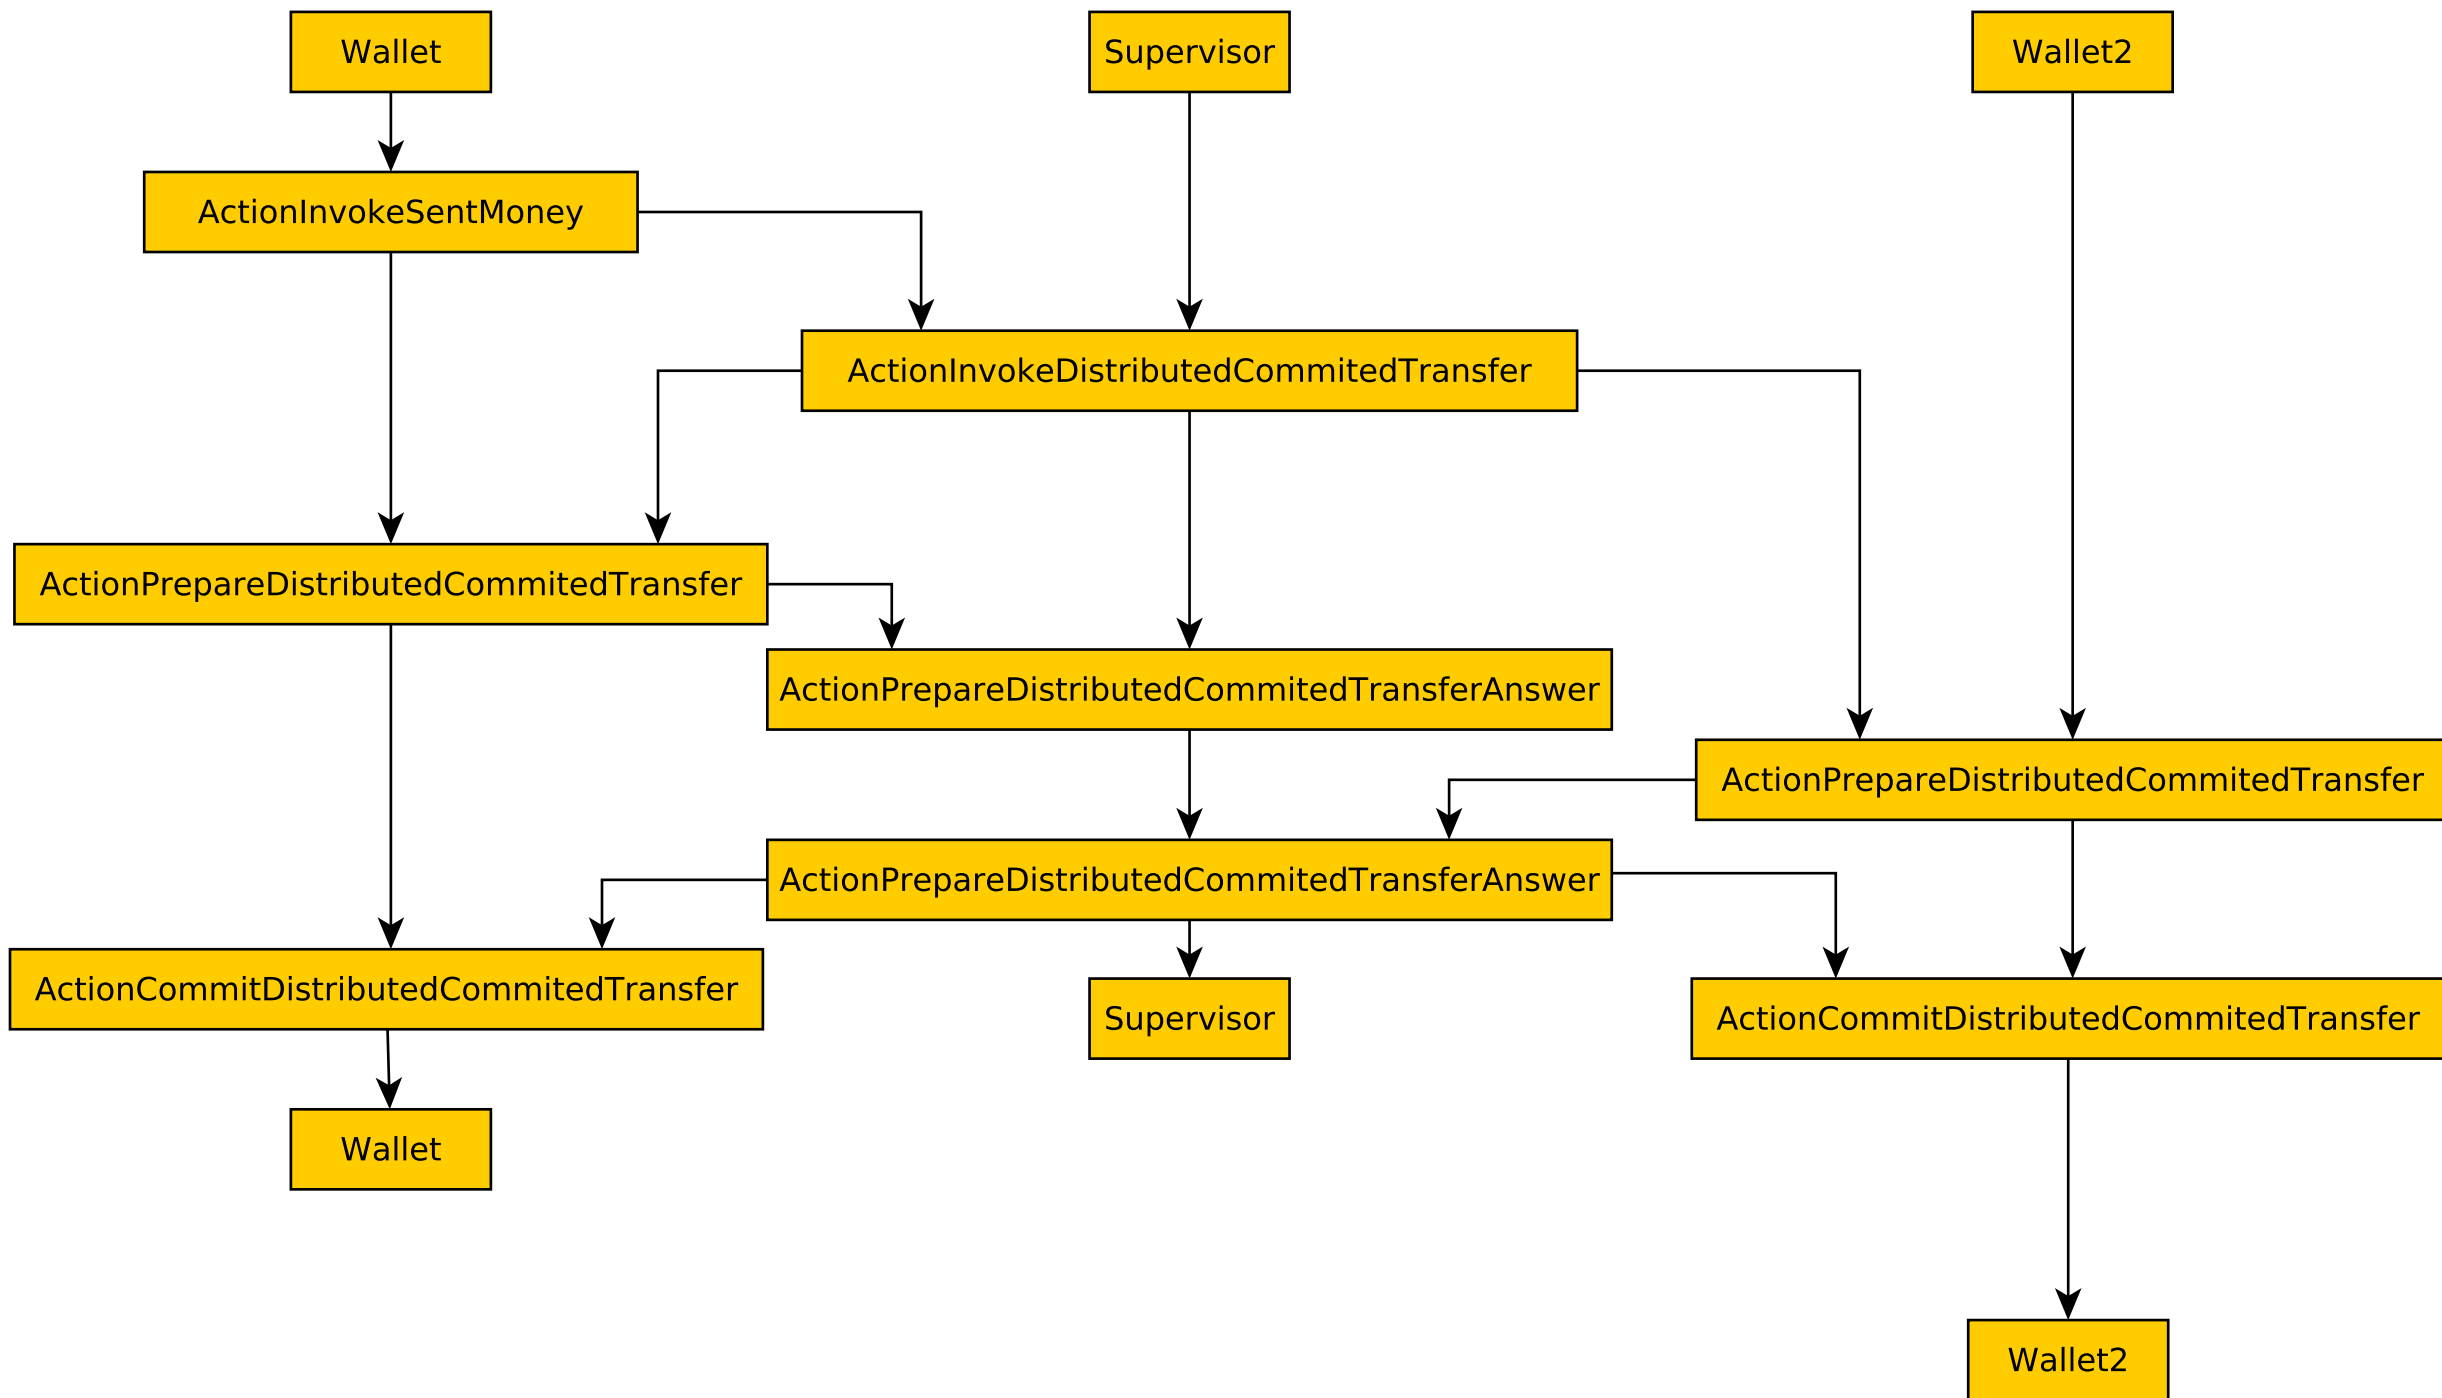 Wallet
Supervisor
Wallet2
ActionInvokeSentMoney
ActionInvokeDistributedCommitedTransfer
ActionPrepareDistributedCommitedTransfer
ActionPrepareDistributedCommitedTransferAnswer
ActionPrepareDistributedCommitedTransfer
ActionPrepareDistributedCommitedTransferAnswer
ActionCommitDistributedCommitedTransfer
Supervisor
ActionCommitDistributedCommitedTransfer
Wallet
Wallet2